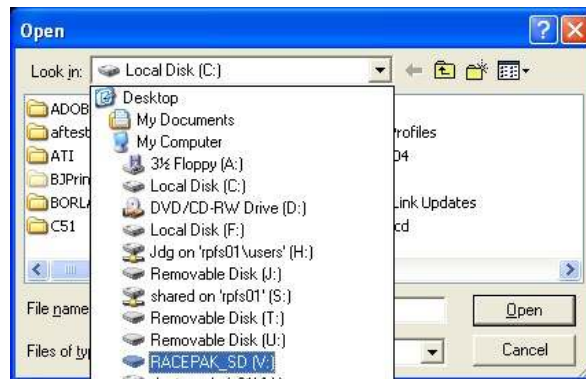 Open
Look in: Local Disk (C:)
Desktop
My Documents
My Computer
3½ Floppy (A:)
Local Disk (C:)
DVD/CD-RW Drive (D:)
Local Disk (F:)
Jdg on 'rpfs01\users' (H:)
Removable Disk (J:)
shared on 'rpfs01' (S:)
Removable Disk (T:)
Removable Disk (U:)
RACEPAK_SD (V:)
ADOB
aftest
ATI
BJPrin
BORLA
C51
rofiles
04
Link Updates
cd
File name
Open
Files of ty
Cancel